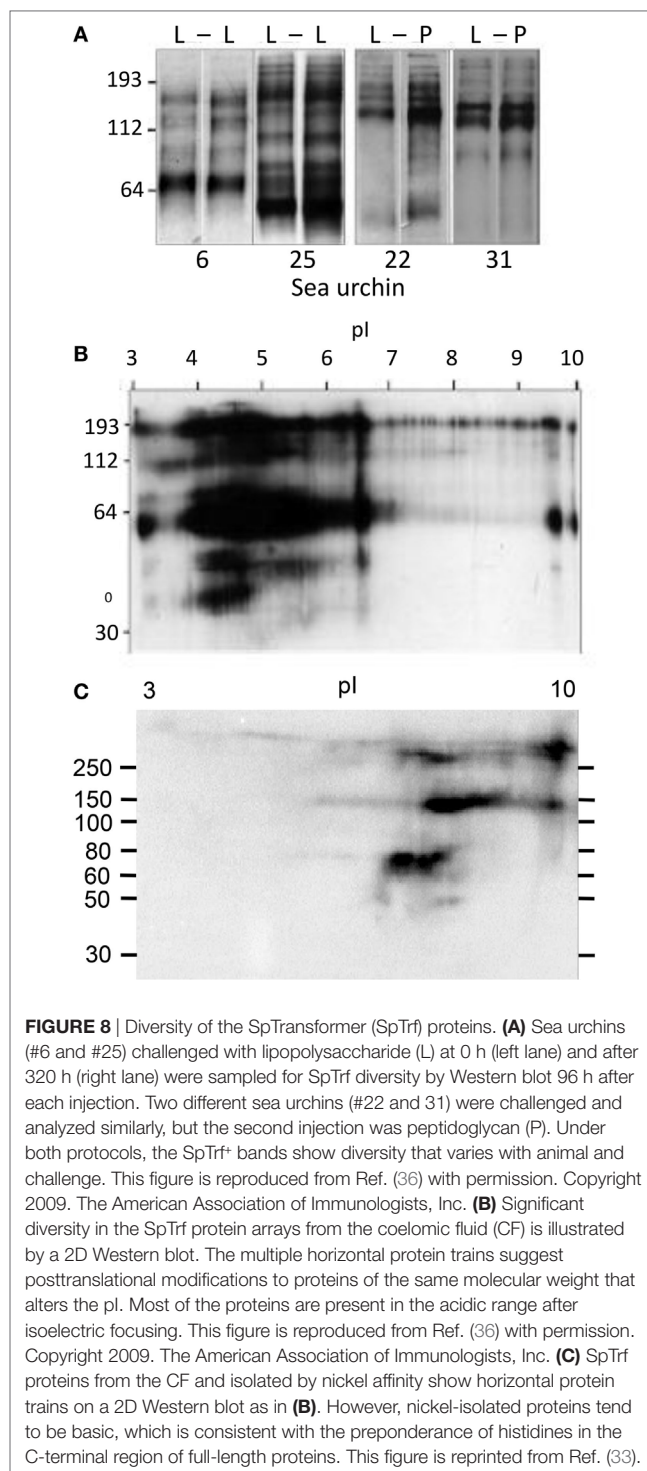 A L – L L – L L – P L – P
193
112
64
6 25 22 31
Sea urchin
pI
B 3 4 5 6 7 8 9 10
193
112
64
o
30
C 3 pI 10
250
150
100
80
60
50
30
FIGURE 8 | Diversity of the SpTransformer (SpTrf) proteins. (A) Sea urchins
(#6 and #25) challenged with lipopolysaccharide (L) at 0 h (left lane) and after
320 h (right lane) were sampled for SpTrf diversity by Western blot 96 h after
each injection. Two different sea urchins (#22 and 31) were challenged and
analyzed similarly, but the second injection was peptidoglycan (P). Under
both protocols, the SpTrf⁺ bands show diversity that varies with animal and
challenge. This figure is reproduced from Ref. (36) with permission. Copyright
2009. The American Association of Immunologists, Inc. (B) Significant
diversity in the SpTrf protein arrays from the coelomic fluid (CF) is illustrated
by a 2D Western blot. The multiple horizontal protein trains suggest
posttranslational modifications to proteins of the same molecular weight that
alters the pI. Most of the proteins are present in the acidic range after
isoelectric focusing. This figure is reproduced from Ref. (36) with permission.
Copyright 2009. The American Association of Immunologists, Inc. (C) SpTrf
proteins from the CF and isolated by nickel affinity show horizontal protein
trains on a 2D Western blot as in (B). However, nickel-isolated proteins tend
to be basic, which is consistent with the preponderance of histidines in the
C-terminal region of full-length proteins. This figure is reprinted from Ref. (33).